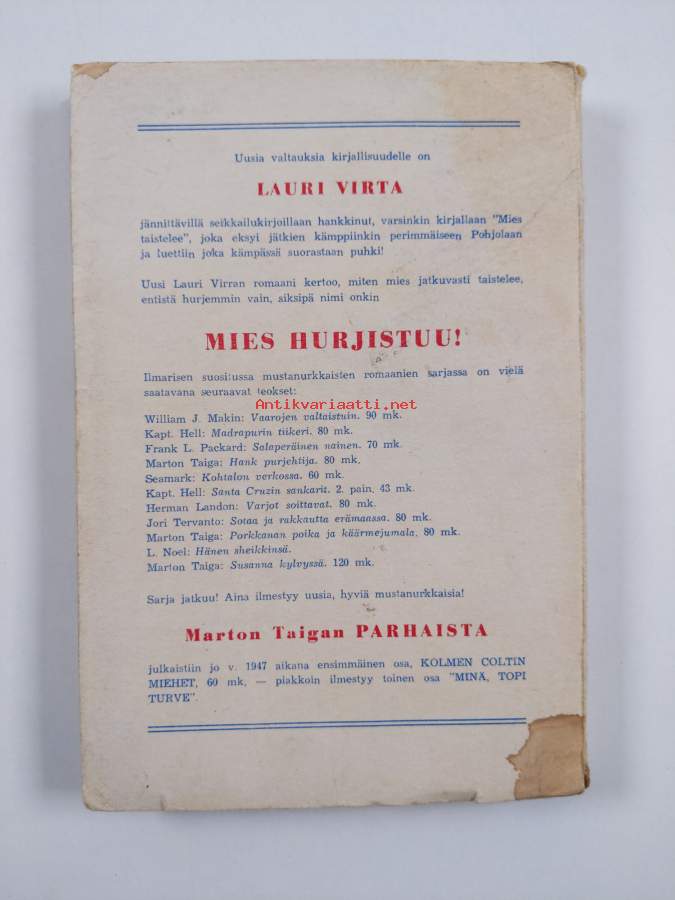 Uusia valtauksia kirjallisuudelle on
LAURI VIRTA
jännittävillä seikkailukirjoillaan hankkinut, varsinkin kirjallaan "Mies
taistelee", joka eksyi jätkien kämppiinkin perimmäiseen Pohjolaan
ja luettiin joka kämpässä suorastaan puhki!
Uusi Lauri Virran romaani kertoo, miten mies jatkuvasti taistelee,
entistä hurjemmin vain, siksipä nimi onkin
MIES HURJISTUU!
Ilmarisen suositussa mustanurkkaisten romaanien sarjassa on vielä
saatavana seuraavat teokset:
Antikvariaatti.net
William J. Makin: Vaarojen valtaistuin. 90 mk.
Kapt. Hell: Madrapurin tiikeri. 80 mk.
Frank L. Packard: Salaperäinen nainen. 70 mk.
Marton Taiga: Hank purjehtija. 80 mk.
Seamark: Kohtalon verkossa. 60 mk.
Kapt. Hell: Santa Cruzin sankarit. 2. pain. 43 mk.
Herman Landon: Varjot soittavat. 80 mk.
Jori Tervanto: Sotaa ja rakkautta erämaassa. 80 mk.
Marton Taiga: Porkkanan poika ja käärmejumala. 80 mk.
L. Noel: Hänen sheikkinsä.
Marton Taiga: Susanna kylvyssä. 120 mk.
Sarja jatkuu! Aina ilmestyy uusia, hyviä mustanurkkaisia!
Marton Taigan PARHAISTA
julkaistiin jo v. 1947 aikana ensimmäinen osa, KOLMEN COLTIN
MIEHET, 60 mk, — piakkoin ilmestyy toinen osa "MINÄ, TOPI
TURVE".